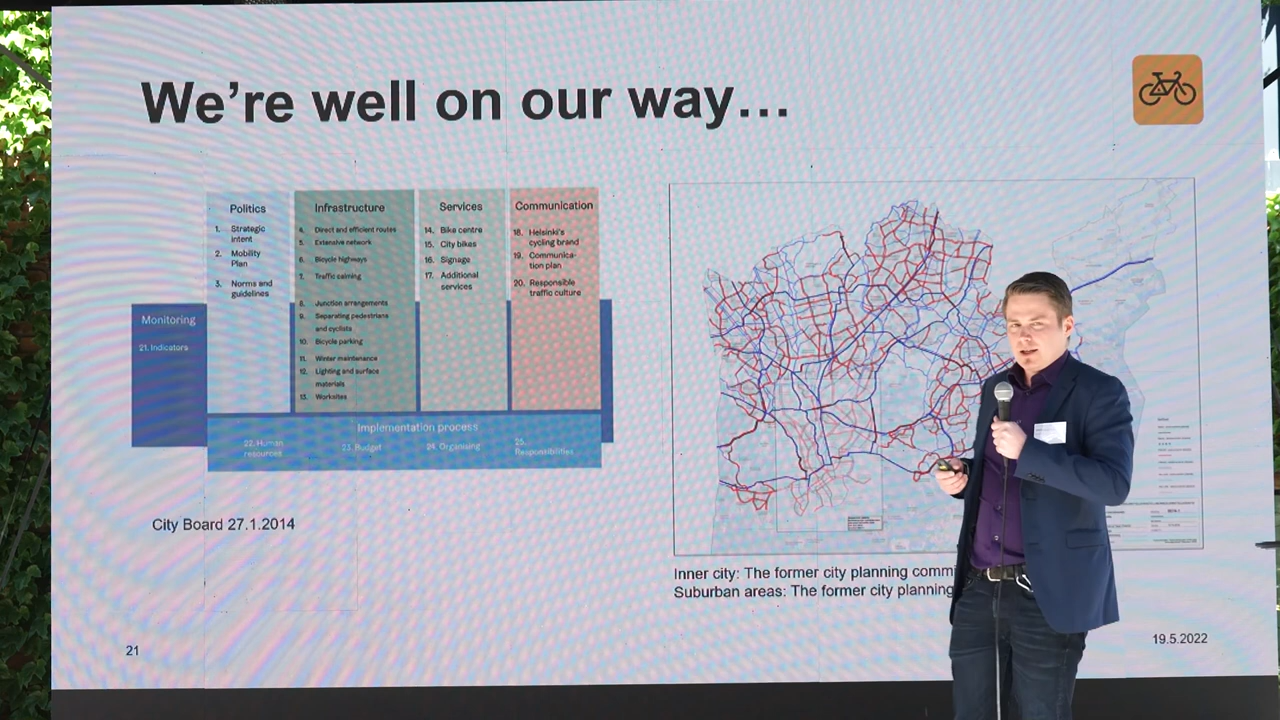 We're well on our way...
Politics
1. Strategic
intent
2. Mobility
Plan
3. Norms and
guidelines
Infrastructure
4. Direct and efficient routes
5. Extensive network
6. Bicycle highways
7. Traffic calming
8. Junction arrangements
9. Separating pedestrians
and cyclists
10. Bicycle parking
11. Winter maintenance
12. Lighting and surface
materials
13. Worksites
Services
14. Bike centre
15. City bikes
16. Signage
17. Additional
services
Communication
18. Helsinki's
cycling brand
19. Communica-
tion plan
20. Responsible
traffic culture
Monitoring
21. Indicators
Implementation process
22. Human
resources
23. Budget
24. Organising
25.
Responsibilities
City Board 27.1.2014
Inner city: The former city planning
Suburban areas: The former city planning
21
19.5.2022